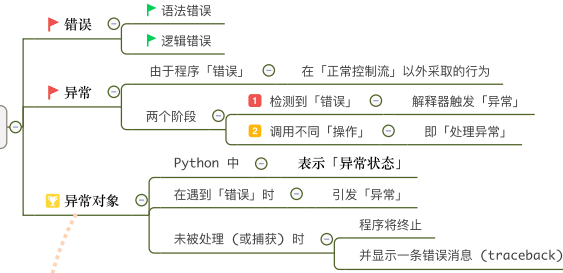 错误
语法错误
逻辑错误
异常
由于程序「错误」
在「正常控制流」以外采取的行为
两个阶段
1 检测到「错误」
解释器触发「异常」
2 调用不同「操作」
即「处理异常」
异常对象
Python 中
表示「异常状态」
在遇到「错误」时
引发「异常」
未被处理 (或捕获) 时
程序将终止
并显示一条错误消息 (traceback)